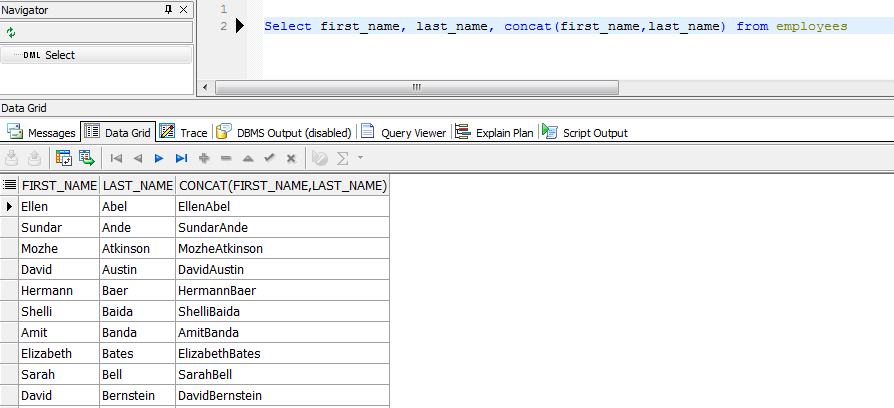 Navigator
DML Select
1
2 Select first_name, last_name, concat(first_name,last_name) from employees
Data Grid
Messages Data Grid Trace DBMS Output (disabled) Query Viewer Explain Plan Script Output
FIRST_NAME LAST_NAME CONCAT(FIRST_NAME,LAST_NAME)
Ellen Abel EllenAbel
Sundar Ande SundarAnde
Mozhe Atkinson MozheAtkinson
David Austin DavidAustin
Hermann Baer HermannBaer
Shelli Baida ShelliBaida
Amit Banda AmitBanda
Elizabeth Bates ElizabethBates
Sarah Bell SarahBell
David Bernstein DavidBernstein